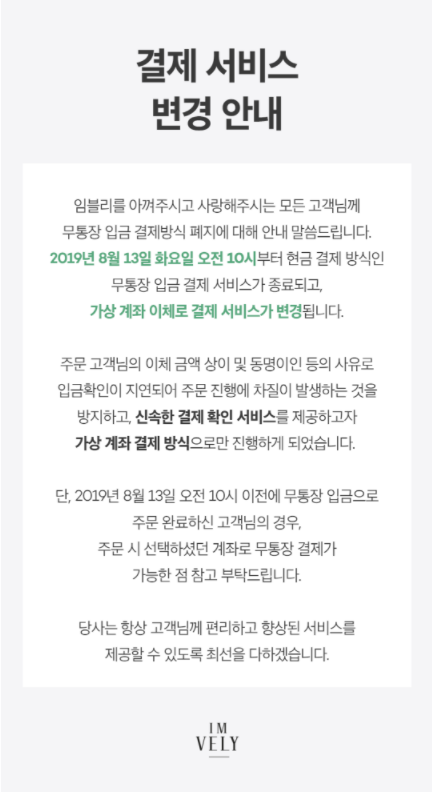 결제 서비스
변경 안내
임블리를 아껴주시고 사랑해주시는 모든 고객님께
무통장 입금 결제방식 폐지에 대해 안내 말씀드립니다.
2019년 8월 13일 화요일 오전 10시부터 현금 결제 방식인
무통장 입금 결제 서비스가 종료되고,
가상 계좌 이체로 결제 서비스가 변경됩니다.
주문 고객님의 이체 금액 상이 및 동명이인 등의 사유로
입금확인이 지연되어 주문 진행에 차질이 발생하는 것을
방지하고, 신속한 결제 확인 서비스를 제공하고자
가상 계좌 결제 방식으로만 진행하게 되었습니다.
단, 2019년 8월 13일 오전 10시 이전에 무통장 입금으로
주문 완료하신 고객님의 경우,
주문 시 선택하셨던 계좌로 무통장 결제가
가능한 점 참고 부탁드립니다.
당사는 항상 고객님께 편리하고 향상된 서비스를
제공할 수 있도록 최선을 다하겠습니다.
IM
VELY